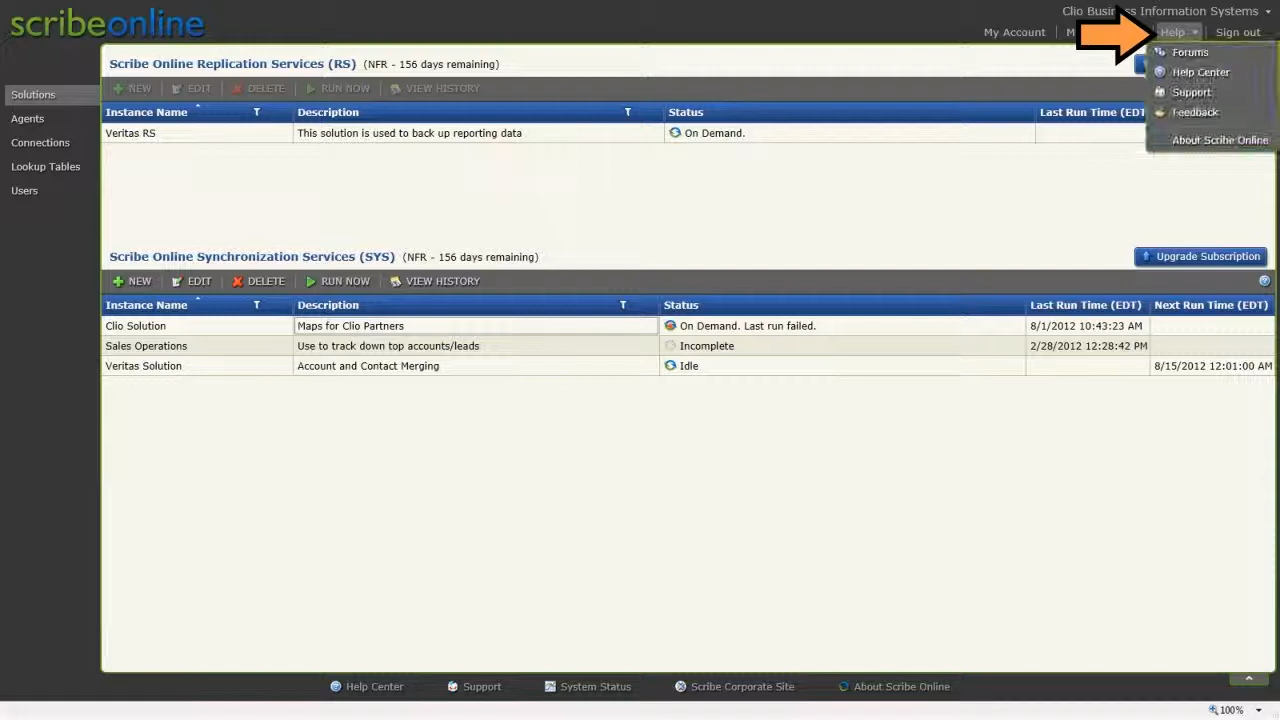 scribeonline
Clio Business Information Systems
My Account
Help
Sign out
Forums
Help Center
Support
Feedback
About Scribe Online
Solutions
Agents
Connections
Lookup Tables
Users
Scribe Online Replication Services (RS) (NFR - 156 days remaining)
NEW EDIT DELETE RUN NOW VIEW HISTORY
Instance Name Description Status Last Run Time (EDT
Veritas RS This solution is used to back up reporting data On Demand.
Scribe Online Synchronization Services (SYS) (NFR - 156 days remaining)
Upgrade Subscription
NEW EDIT DELETE RUN NOW VIEW HISTORY
Instance Name Description Status Last Run Time (EDT) Next Run Time (EDT)
Clio Solution Maps for Clio Partners On Demand. Last run failed. 8/1/2012 10:43:23 AM
Sales Operations Use to track down top accounts/leads Incomplete 2/28/2012 12:28:42 PM
Veritas Solution Account and Contact Merging Idle 8/15/2012 12:01:00 AM
Help Center Support System Status Scribe Corporate Site About Scribe Online
100%